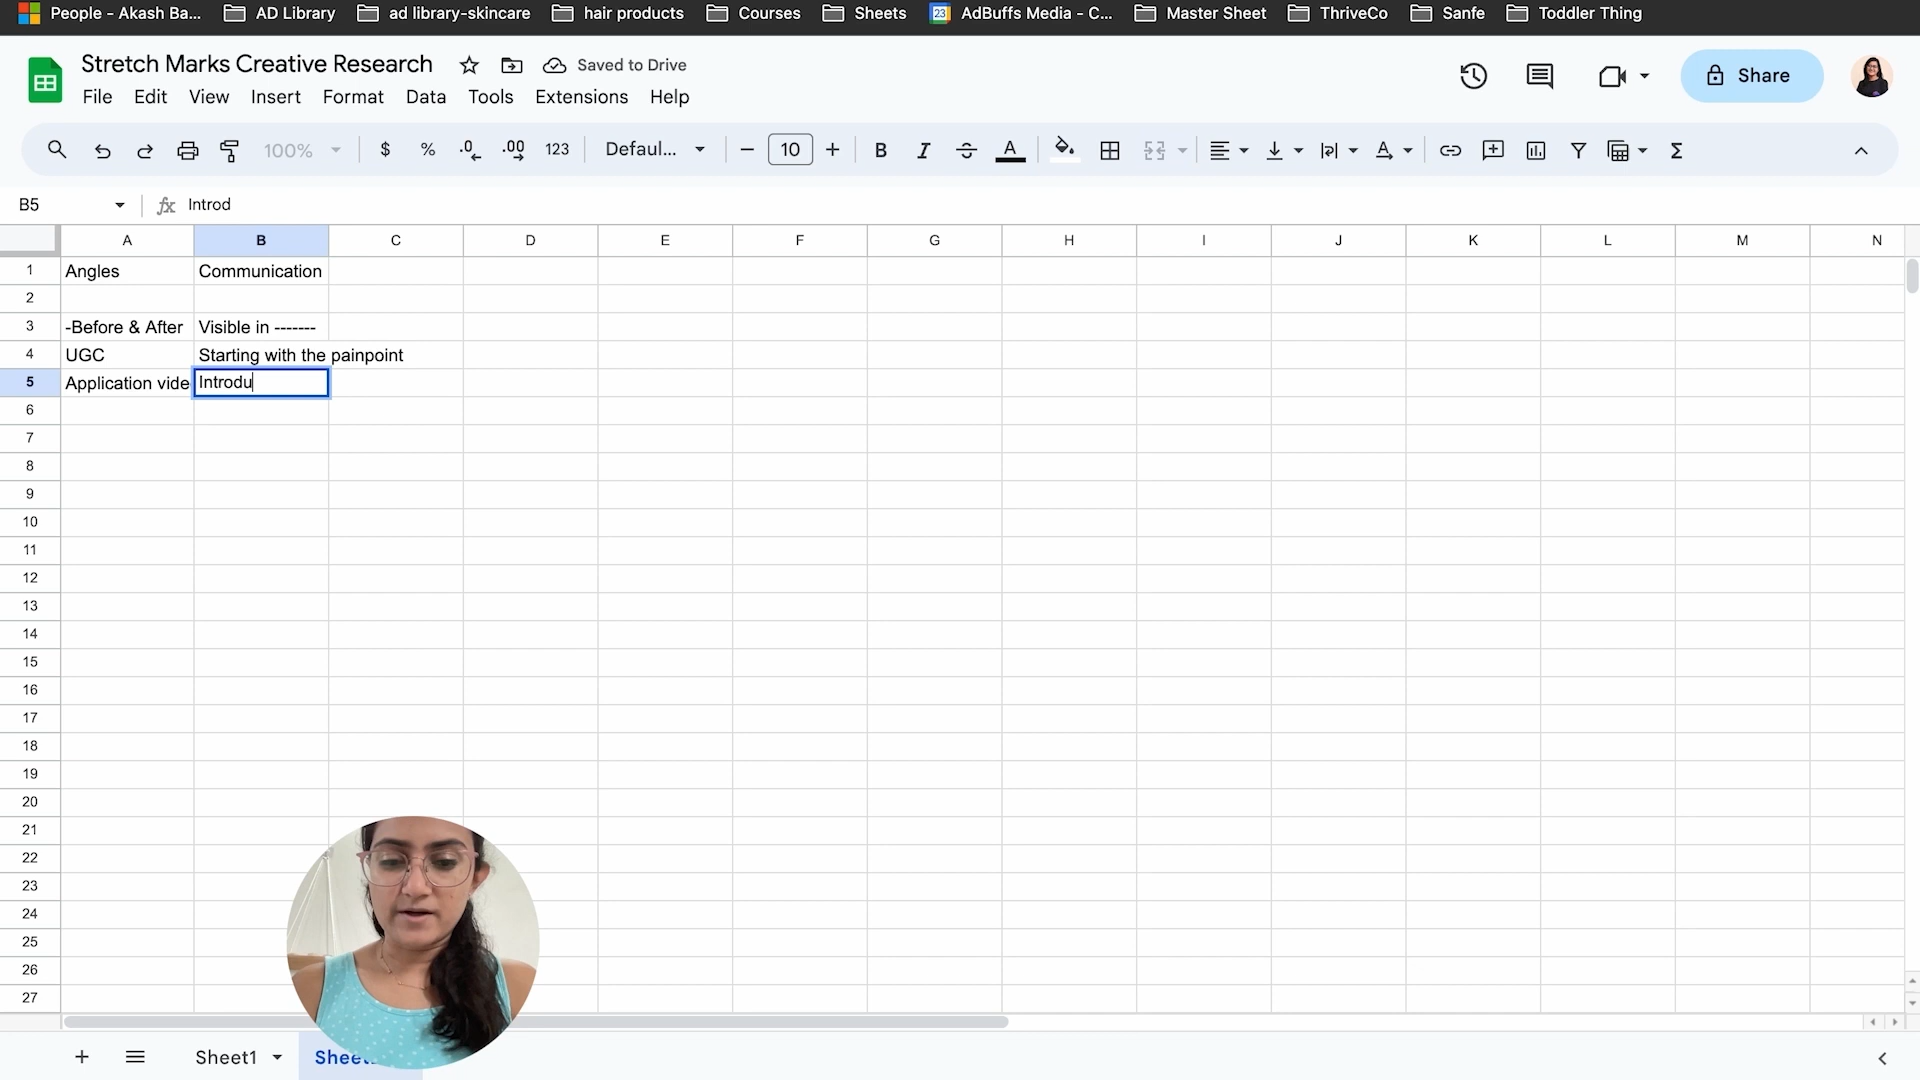 People - Akash Ba... AD Library ad library-skincare hair products Courses Sheets 23 AdBuffs Media - C... Master Sheet ThriveCo Sanfe Toddler Thing
Stretch Marks Creative Research Saved to Drive
Share
File Edit View Insert Format Data Tools Extensions Help
100% $ % .0 .00 123 Defaul... 10 B I A Σ
B5 fx Introd
A B C D E F G H I J K L M N
1 Angles Communication
2
3 -Before & After Visible in -------
4 UGC Starting with the painpoint
5 Application vide Introdu
6
7
8
9
10
11
12
13
14
15
16
17
18
19
20
21
22
23
24
25
26
27
Sheet1